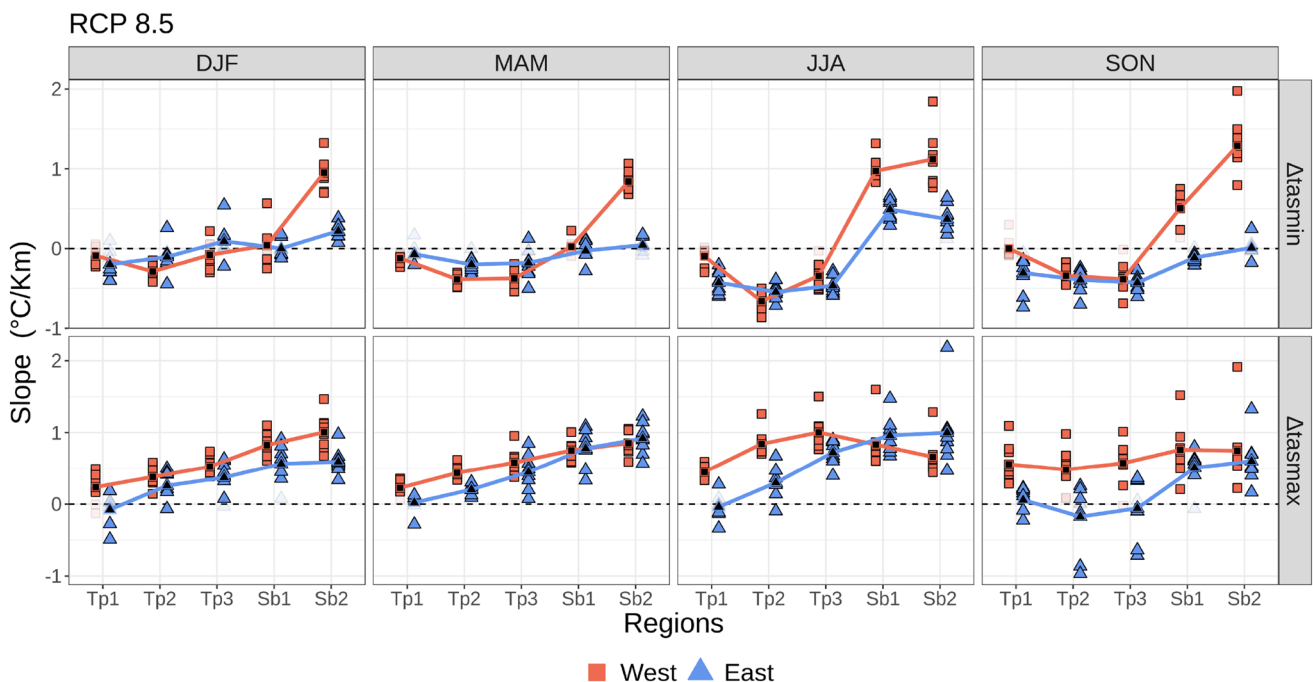 RCP 8.5
DJF MAM JJA SON
2
1
0
-1
Δtasmin
2
1
0
-1
Δtasmax
Slope (°C/Km)
Tp1 Tp2 Tp3 Sb1 Sb2 Tp1 Tp2 Tp3 Sb1 Sb2 Tp1 Tp2 Tp3 Sb1 Sb2 Tp1 Tp2 Tp3 Sb1 Sb2
Regions
West East